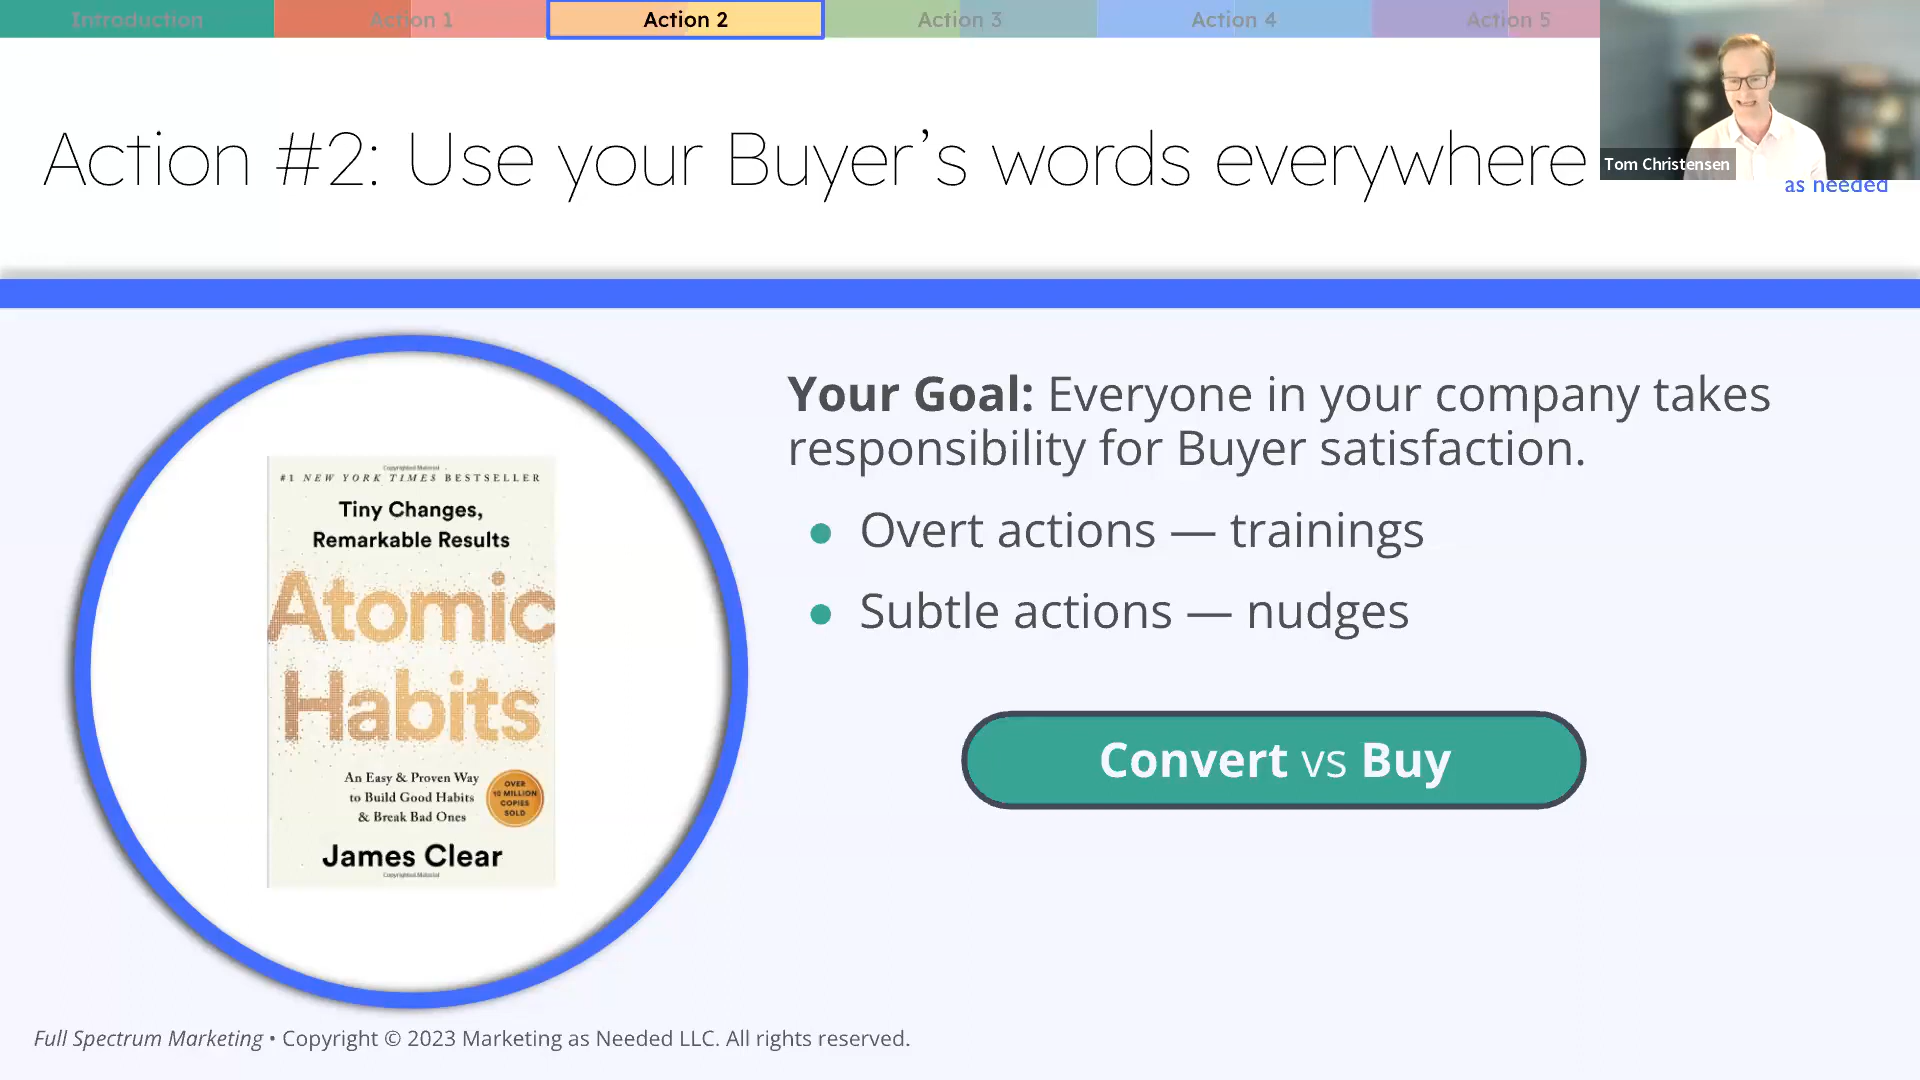 Introduction
Action 1
Action 2
Action 3
Action 4
Action 5
Action #2: Use your Buyer’s words everywhere
Tom Christensen
as needed
Your Goal: Everyone in your company takes
responsibility for Buyer satisfaction.
• Overt actions — trainings
• Subtle actions — nudges
Convert vs Buy
Copyrighted Material
#1 NEW YORK TIMES BESTSELLER
Tiny Changes,
Remarkable Results
Atomic
Habits
An Easy & Proven Way
to Build Good Habits
& Break Bad Ones
OVER
10 MILLION
COPIES
SOLD
James Clear
Copyrighted Material
Full Spectrum Marketing • Copyright © 2023 Marketing as Needed LLC. All rights reserved.